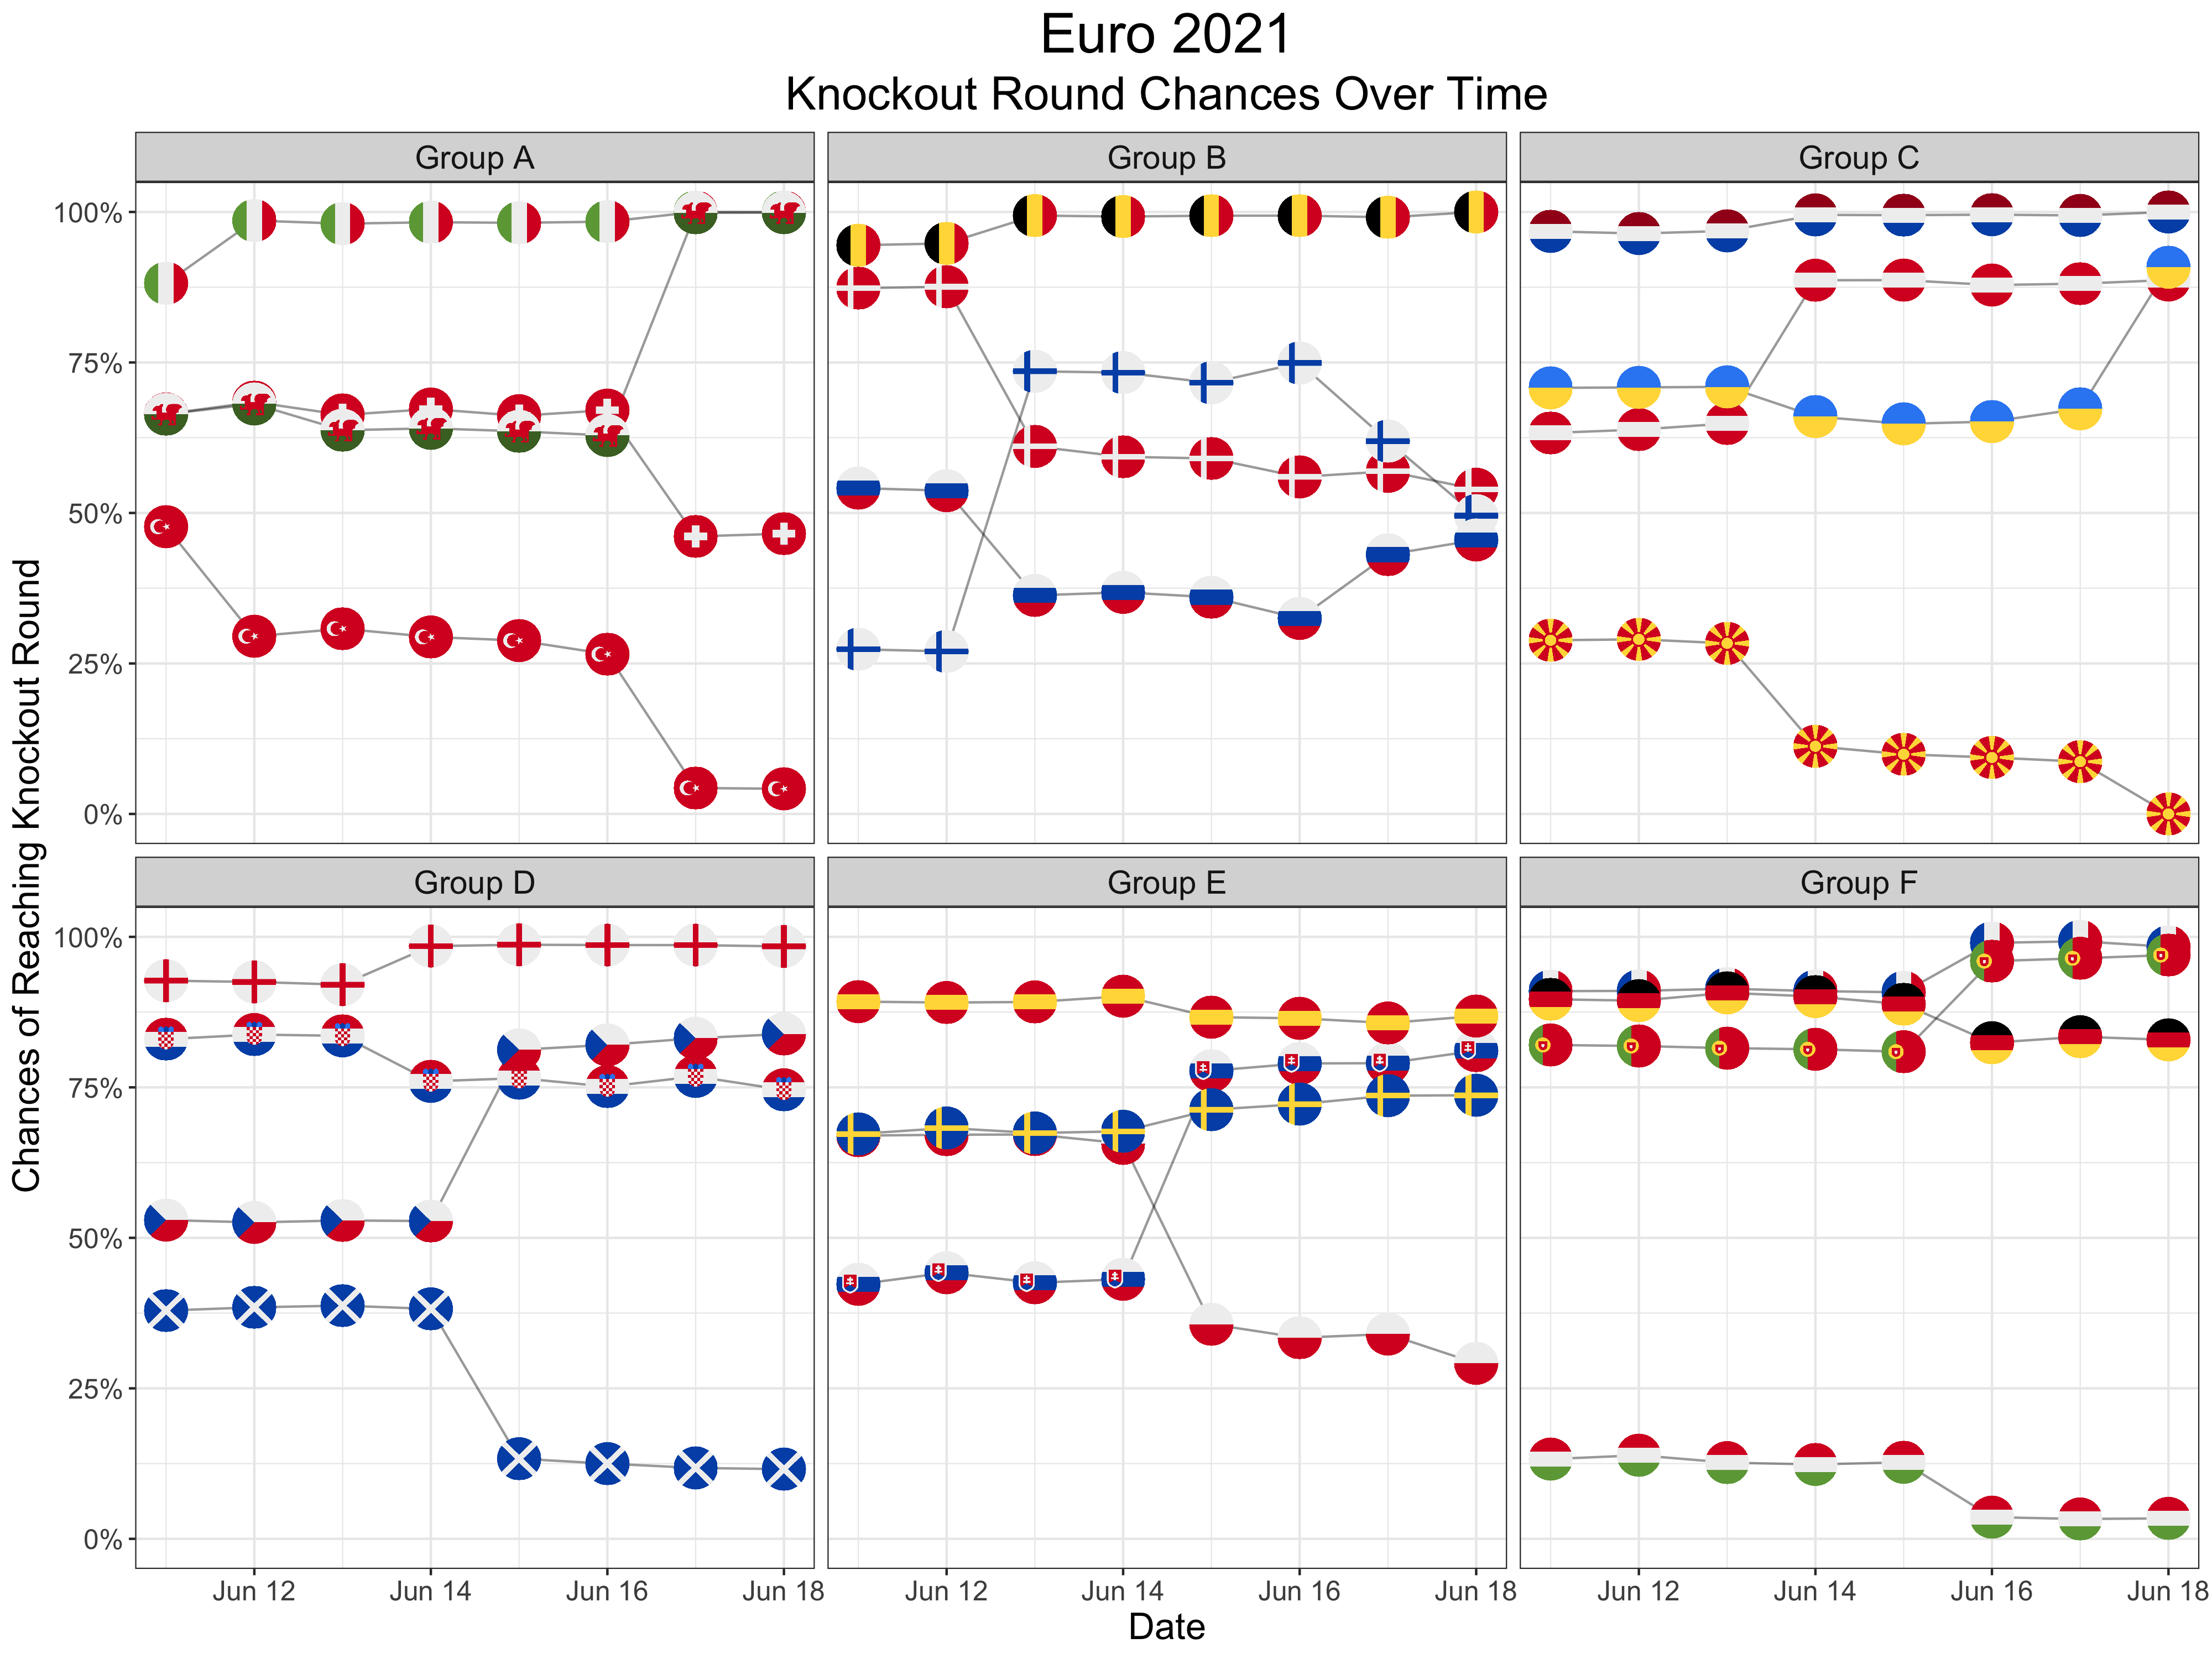 Euro 2021
Knockout Round Chances Over Time
Group A
Group B
Group C
100%
75%
50%
25%
0%
Group D
Group E
Group F
100%
75%
50%
25%
0%
Chances of Reaching Knockout Round
Jun 12
Jun 14
Jun 16
Jun 18
Jun 12
Jun 14
Jun 16
Jun 18
Jun 12
Jun 14
Jun 16
Jun 18
Date